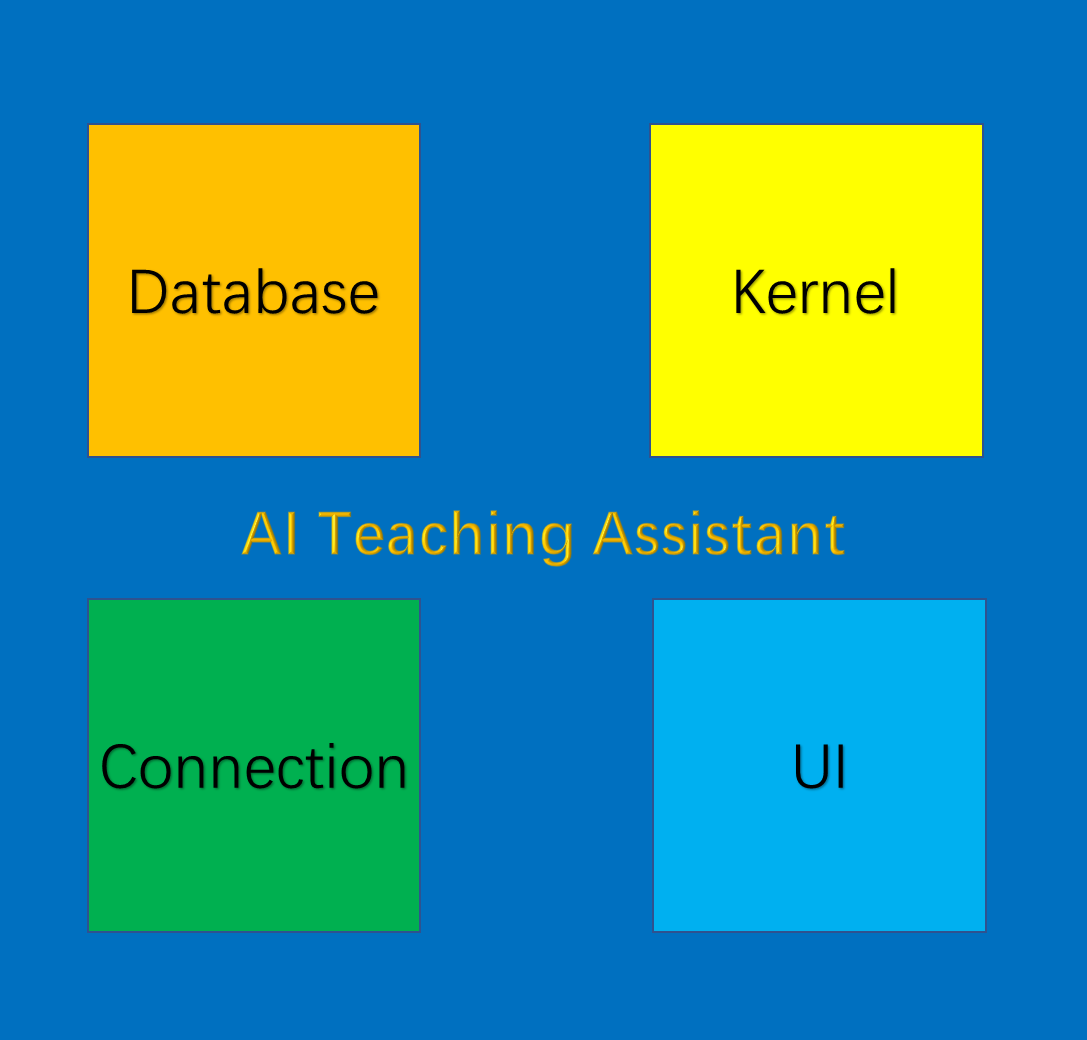 Database
Kernel
AI Teaching Assistant
Connection
UI